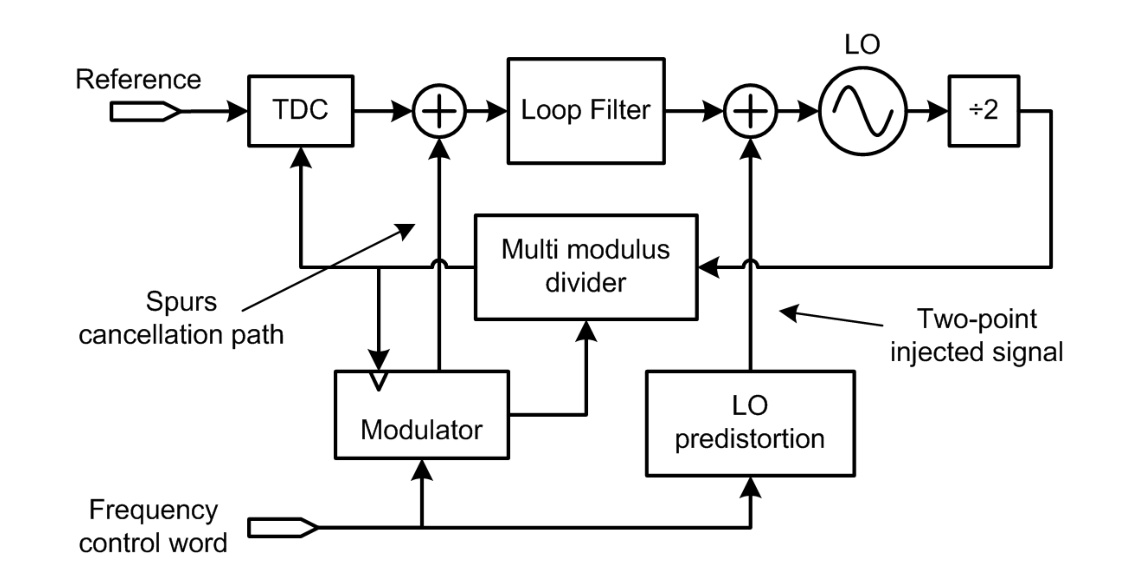 LO
Reference
TDC
Loop Filter
÷2
Multi modulus
divider
Spurs
cancellation path
Two-point
injected signal
Modulator
LO
predistortion
Frequency
control word